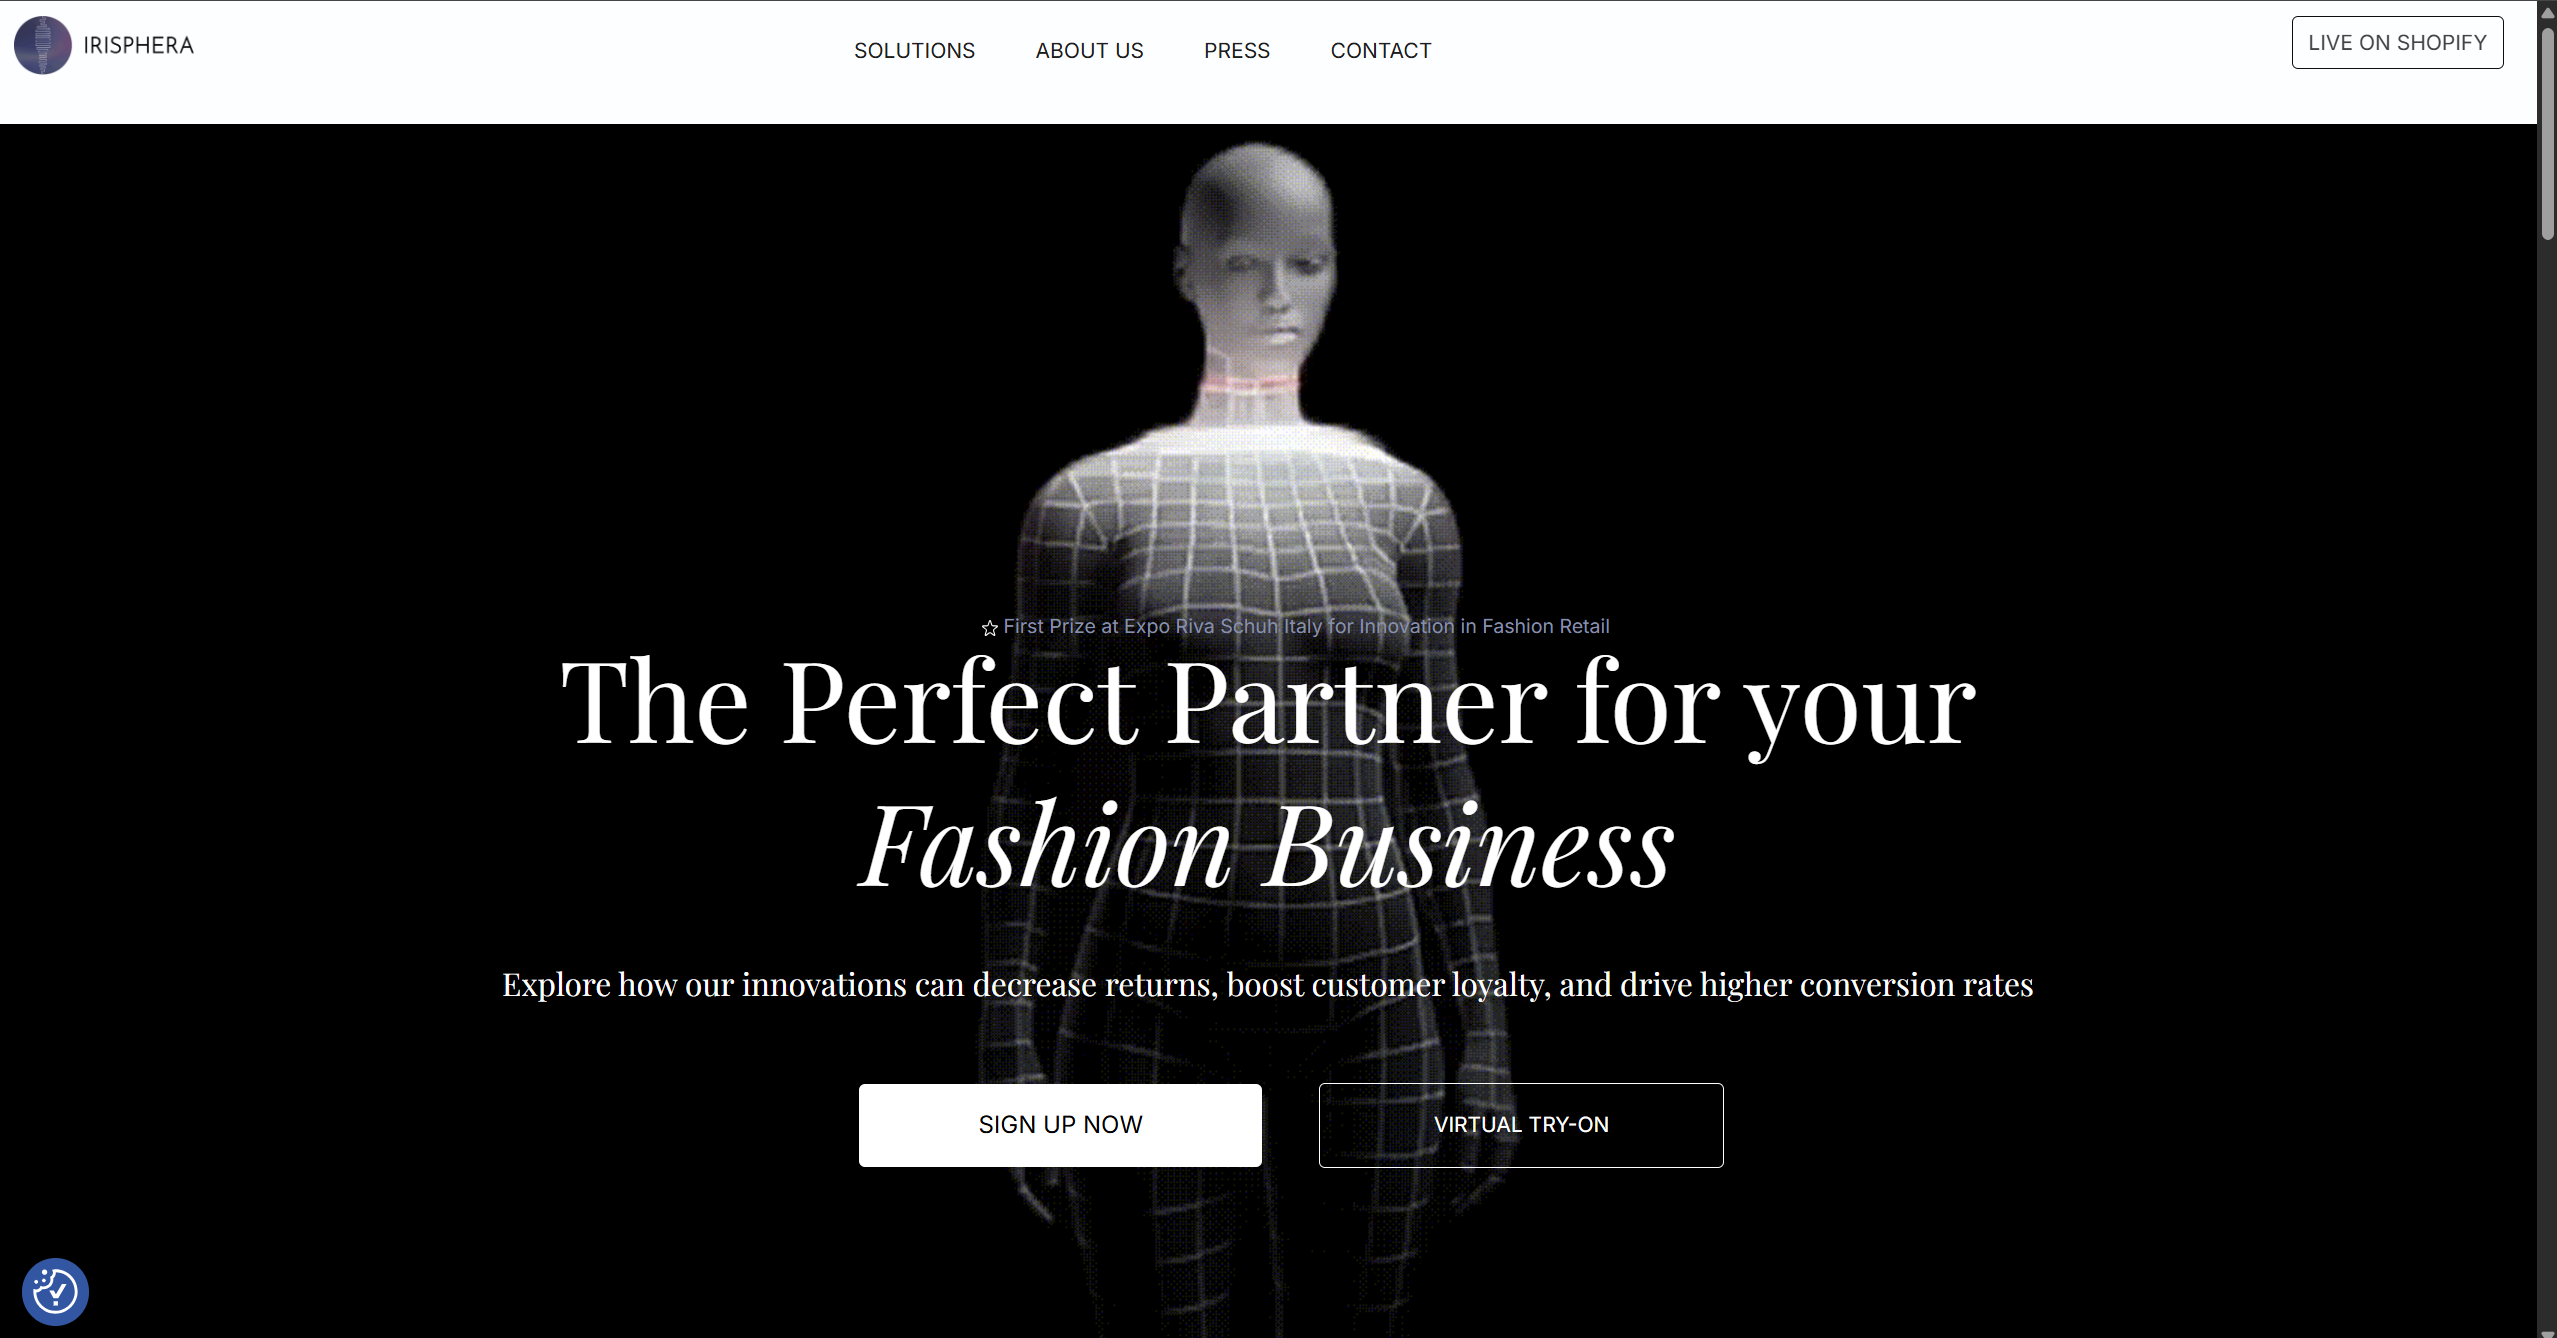 IRISPHERA
SOLUTIONS
ABOUT US
PRESS
CONTACT
LIVE ON SHOPIFY
First Prize at Expo Riva Schuh Italy for Innovation in Fashion Retail
The Perfect Partner for your
Fashion Business
Explore how our innovations can decrease returns, boost customer loyalty, and drive higher conversion rates
SIGN UP NOW
VIRTUAL TRY-ON